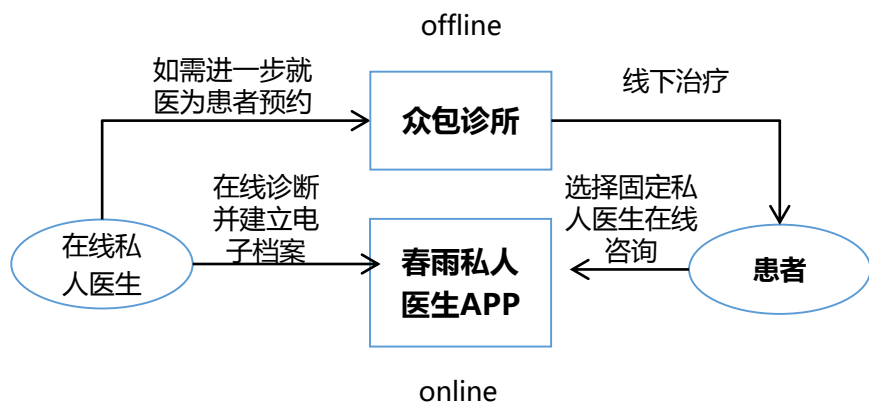 offline
如需进一步就
医为患者预约
众包诊所
线下治疗
在线诊断
并建立电
子档案
选择固定私
人医生在线
咨询
在线私
人医生
春雨私人
医生APP
患者
online